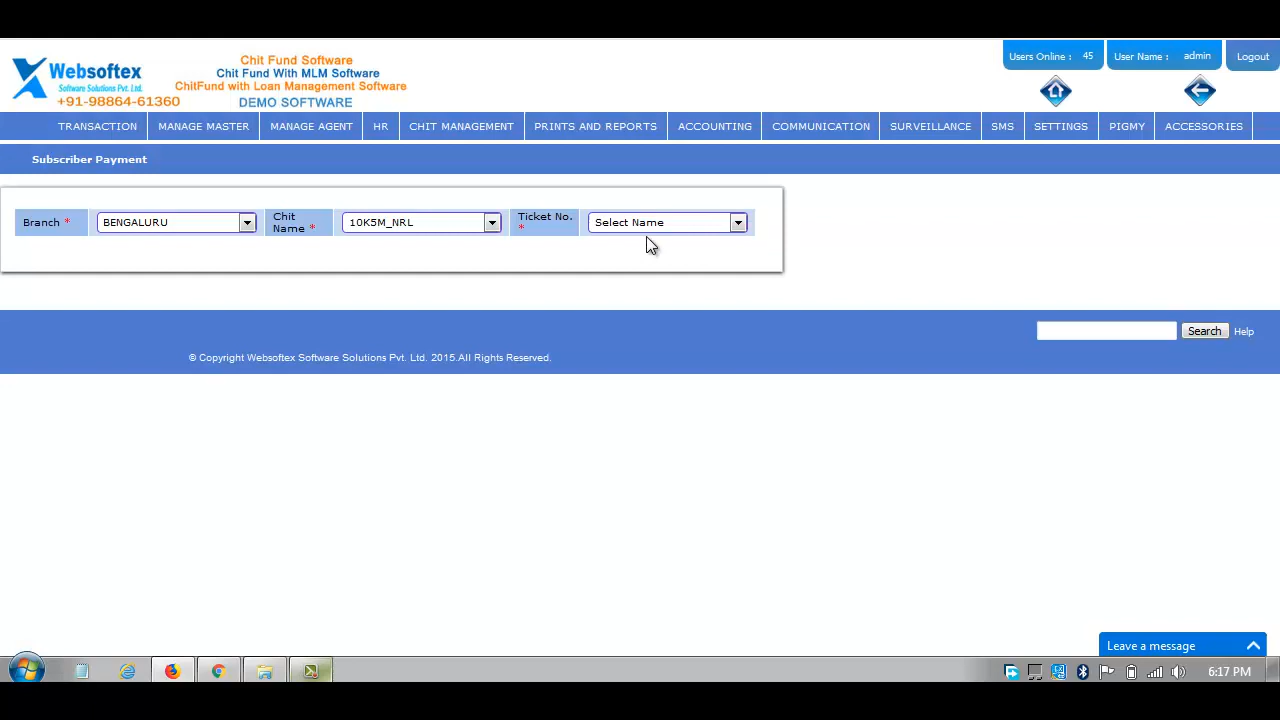 Websoftex
Software Solutions Pvt. Ltd.
+91-98864-61360
Chit Fund Software
Chit Fund With MLM Software
ChitFund with Loan Management Software
DEMO SOFTWARE
Users Online : 45
User Name : admin
Logout
TRANSACTION MANAGE MASTER MANAGE AGENT HR CHIT MANAGEMENT PRINTS AND REPORTS ACCOUNTING COMMUNICATION SURVEILLANCE SMS SETTINGS PIGMY ACCESSORIES
Subscriber Payment
Branch * BENGALURU
Chit
Name * 10K5M_NRL
Ticket No.
* Select Name
Search Help
© Copyright Websoftex Software Solutions Pvt. Ltd. 2015.All Rights Reserved.
Leave a message
6:17 PM